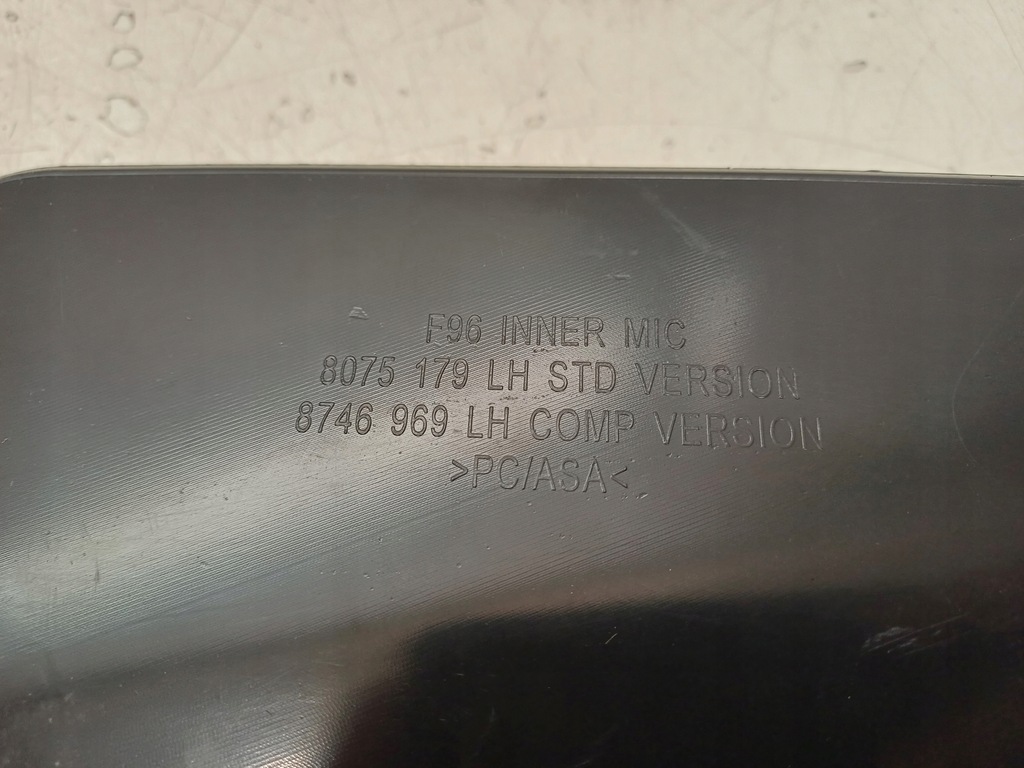 F96 INNER MIC
8075 179 LH STD VERSION
8746 969 LH COMP VERSION
>PC/ASA<